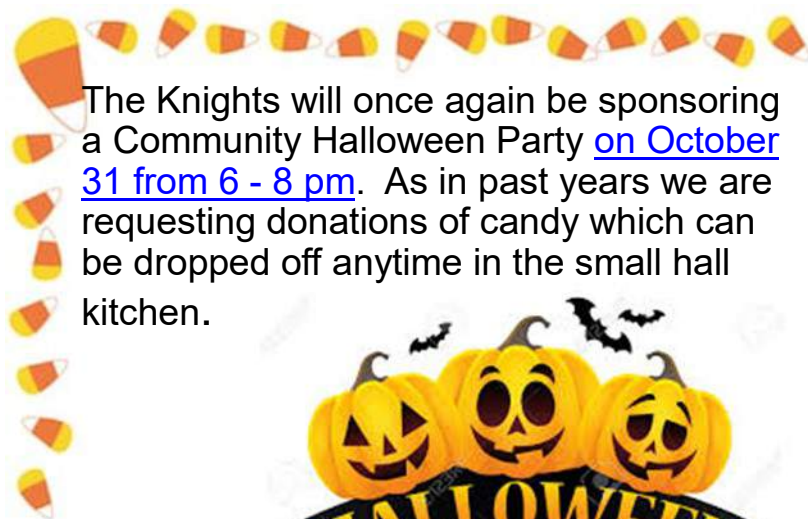 The Knights will once again be sponsoring
a Community Halloween Party on October
31 from 6 - 8 pm.  As in past years we are
requesting donations of candy which can
be dropped off anytime in the small hall
kitchen.
HALLOWEEN